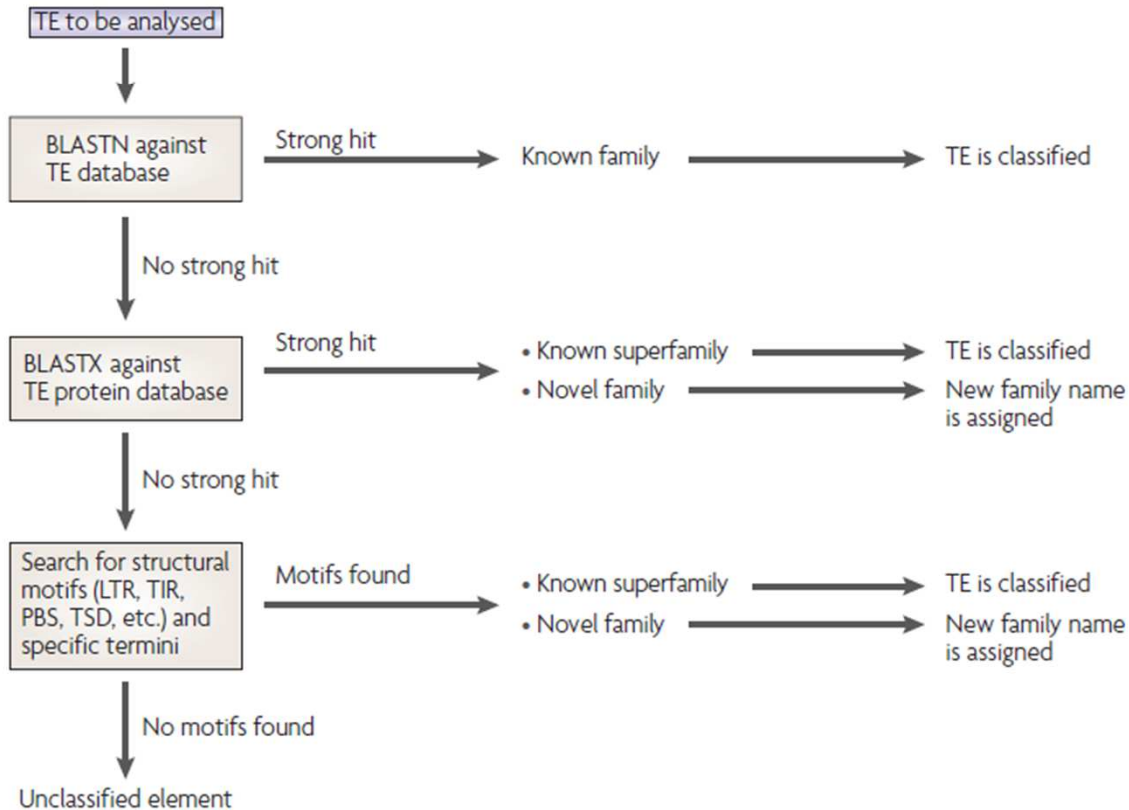 TE to be analysed
BLASTN against
TE database
Strong hit
Known family
TE is classified
No strong hit
BLASTX against
TE protein database
Strong hit
• Known superfamily
TE is classified
• Novel family
New family name
is assigned
No strong hit
Search for structural
motifs (LTR, TIR,
PBS, TSD, etc.) and
specific termini
Motifs found
• Known superfamily
TE is classified
• Novel family
New family name
is assigned
No motifs found
Unclassified element